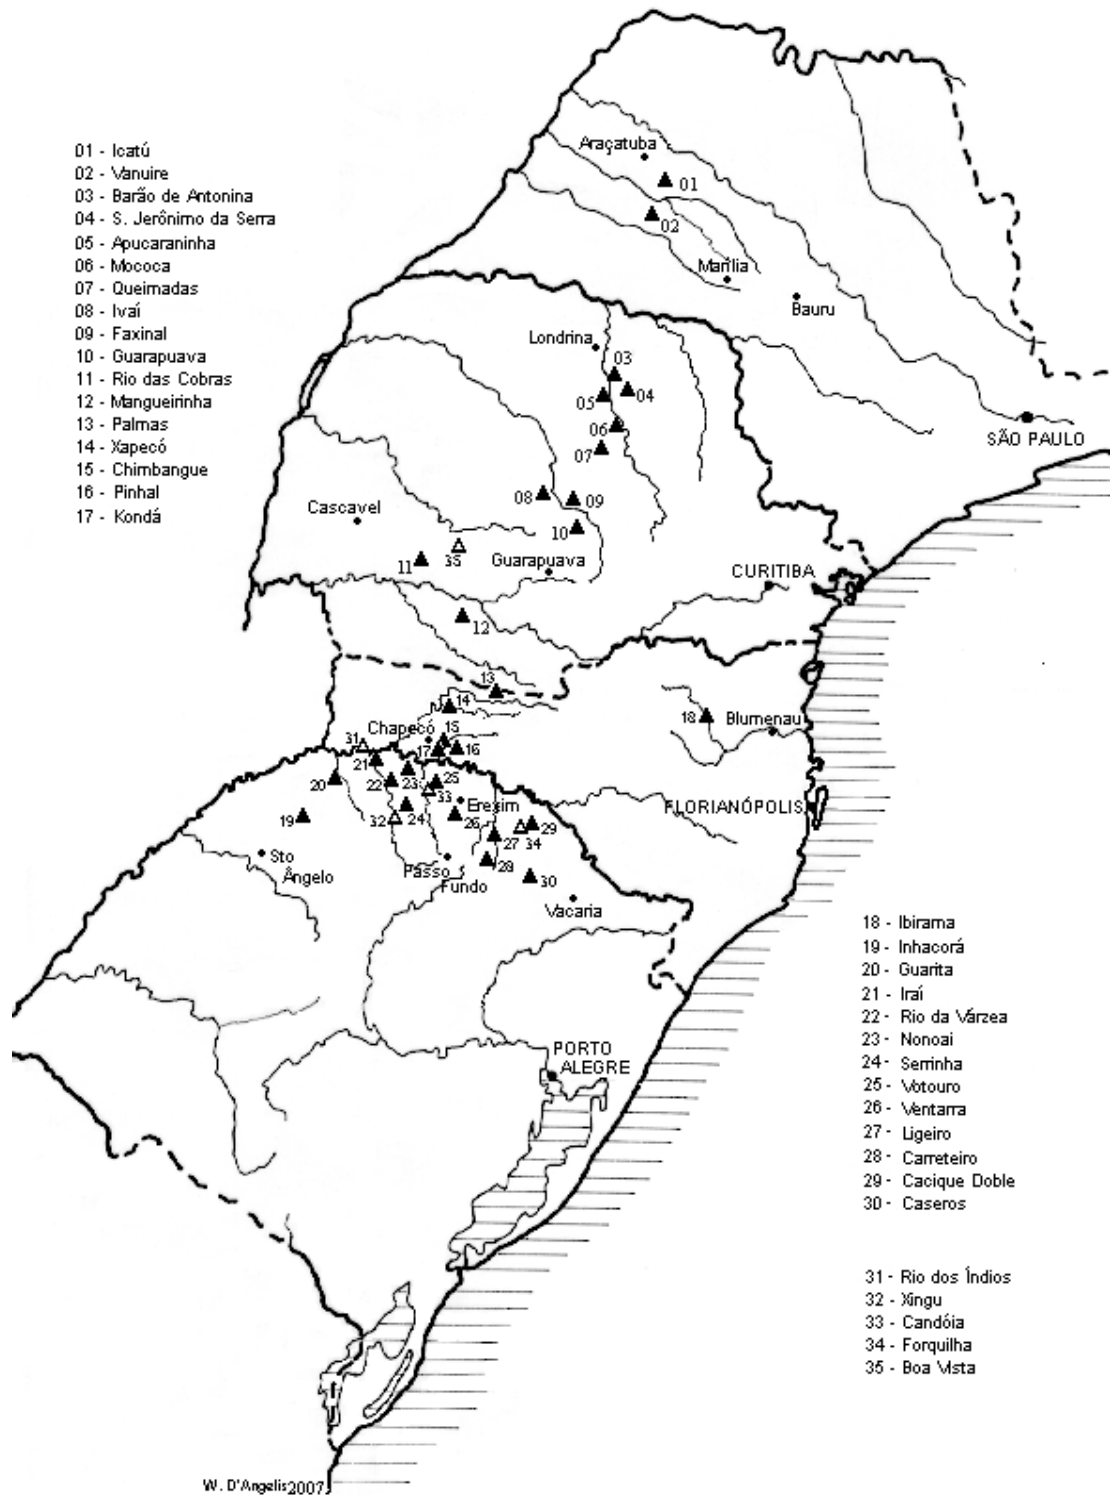 01 - Icatú
02 - Vanuire
03 - Barão de Antonina
04 - S. Jerônimo da Serra
05 - Apucaraninha
06 - Mococa
07 - Queimadas
08 - Ivaí
09 - Faxinal
10 - Guarapuava
11 - Rio das Cobras
12 - Mangueirinha
13 - Palmas
14 - Xapecó
15 - Chimbangue
16 - Pinhal
17 - Kondá
Araçatuba
01
02
Marília
Bauru
Londrina
03
04
05
06
07
SÃO PAULO
08
09
Cascavel
10
35
11
Guarapuava
CURITIBA
12
13
14
18
Blumenau
Chapecó
15
31
17
16
21
20
22
23
25
33
Erexim
FLORIANÓPOLIS
19
32
24
26
27
34
29
Sto
Ângelo
Passo
Fundo
28
30
Vacaria
PORTO
ALEGRE
18 - Ibirama
19 - Inhacorá
20 - Guarita
21 - Iraí
22 - Rio da Várzea
23 - Nonoai
24 - Serrinha
25 - Votouro
26 - Ventarra
27 - Ligeiro
28 - Carreteiro
29 - Cacique Doble
30 - Caseros
31 - Rio dos Índios
32 - Xingu
33 - Candóia
34 - Forquilha
35 - Boa Vista
W. D'Angelis2007